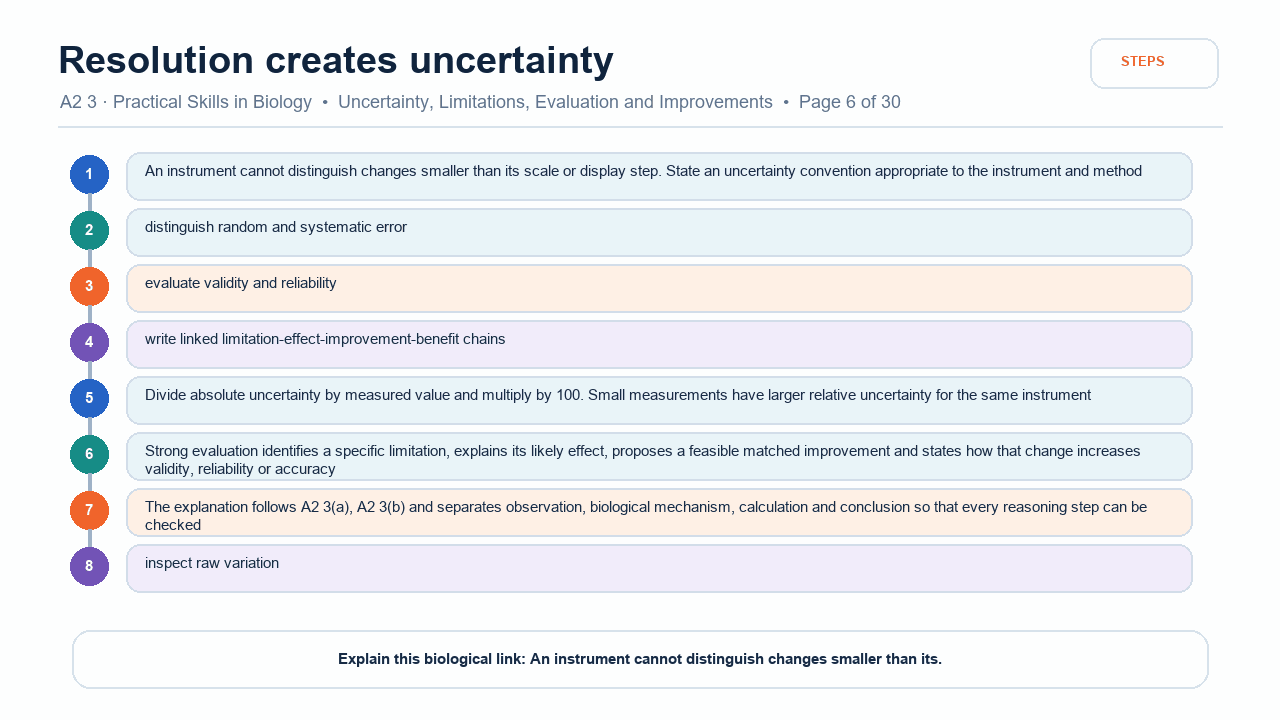 Resolution creates uncertainty
STEPS
A2 3 · Practical Skills in Biology • Uncertainty, Limitations, Evaluation and Improvements • Page 6 of 30
1
An instrument cannot distinguish changes smaller than its scale or display step. State an uncertainty convention appropriate to the instrument and method
2
distinguish random and systematic error
3
evaluate validity and reliability
4
write linked limitation-effect-improvement-benefit chains
5
Divide absolute uncertainty by measured value and multiply by 100. Small measurements have larger relative uncertainty for the same instrument
6
Strong evaluation identifies a specific limitation, explains its likely effect, proposes a feasible matched improvement and states how that change increases
validity, reliability or accuracy
7
The explanation follows A2 3(a), A2 3(b) and separates observation, biological mechanism, calculation and conclusion so that every reasoning step can be
checked
8
inspect raw variation
Explain this biological link: An instrument cannot distinguish changes smaller than its.